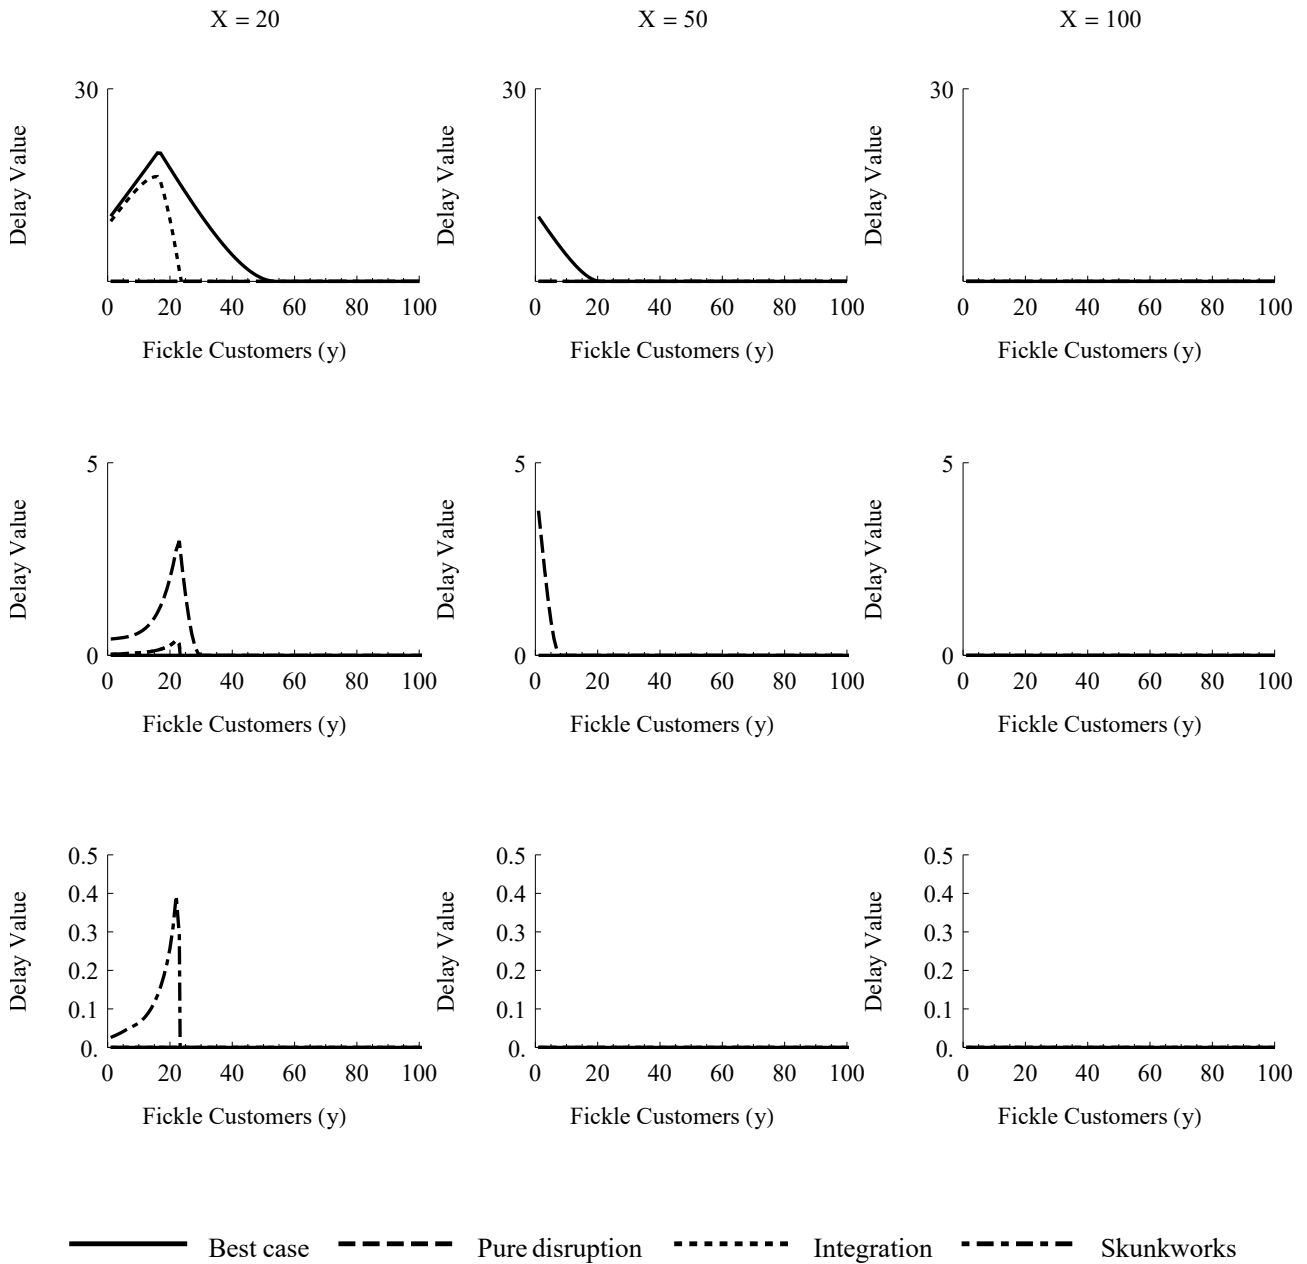 X = 20 X = 50 X = 100
30 30 30
Delay Value Delay Value Delay Value
0 20 40 60 80 100 0 20 40 60 80 100 0 20 40 60 80 100
Fickle Customers (y) Fickle Customers (y) Fickle Customers (y)
5 5 5
Delay Value Delay Value Delay Value
0 0 0
0 20 40 60 80 100 0 20 40 60 80 100 0 20 40 60 80 100
Fickle Customers (y) Fickle Customers (y) Fickle Customers (y)
0.5 0.5 0.5
0.4 0.4 0.4
0.3 0.3 0.3
Delay Value Delay Value Delay Value
0.2 0.2 0.2
0.1 0.1 0.1
0. 0. 0.
0 20 40 60 80 100 0 20 40 60 80 100 0 20 40 60 80 100
Fickle Customers (y) Fickle Customers (y) Fickle Customers (y)
Best case Pure disruption Integration Skunkworks